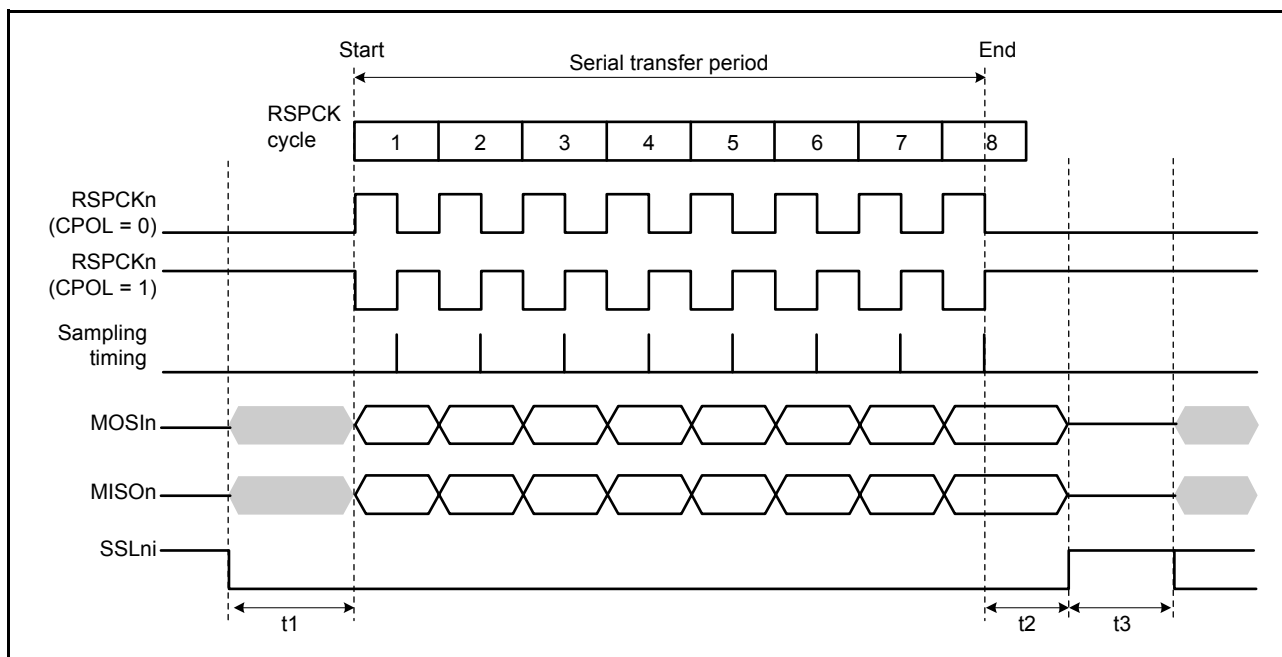 Start
End
Serial transfer period
RSPCK
cycle
1 2 3 4 5 6 7 8
RSPCKn
(CPOL = 0)
RSPCKn
(CPOL = 1)
Sampling
timing
MOSIn
MISOn
SSLni
t1
t2
t3